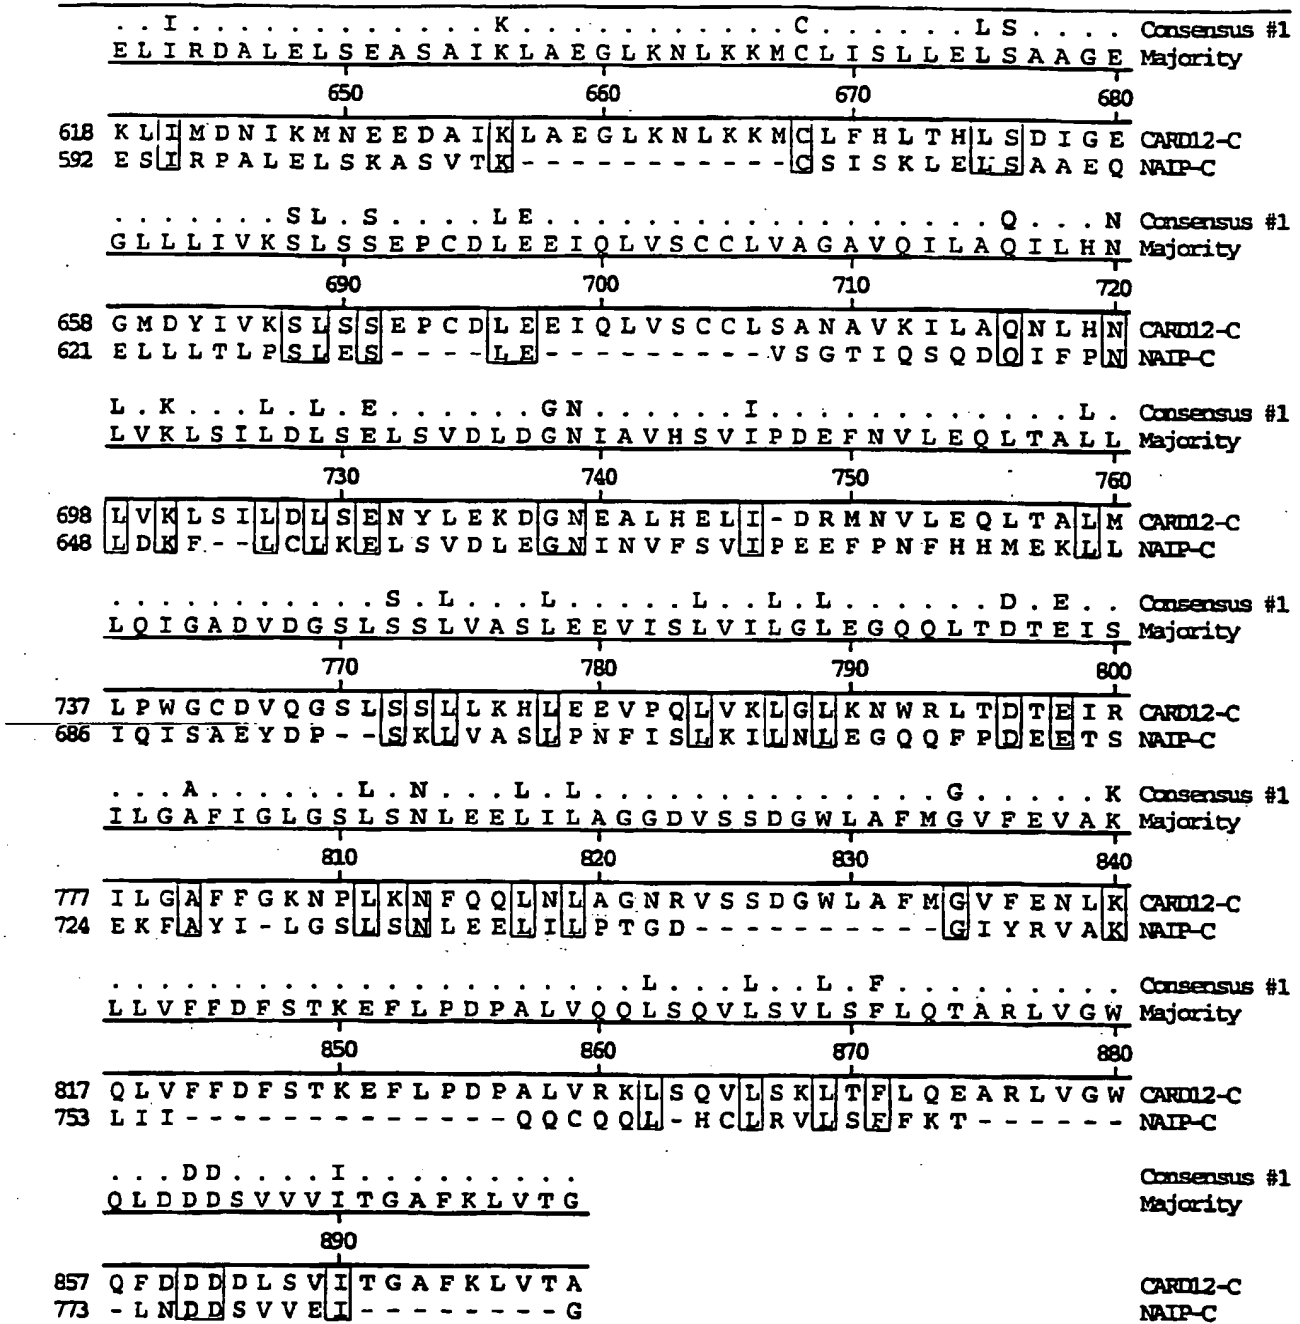 . . I . . . . . . . . . . . . K . . . . . . . . . . . C . . . . . . L S . . . . Consensus #1
E L I R D A L E L S E A S A I K L A E G L K N L K K M C L I S L L E L S A A G E Majority
650 660 670 680
618 K L I M D N I K M N E E D A I K L A E G L K N L K K M C L F H L T H L S D I G E CARD12-C
592 E S I R P A L E L S K A S V T K - - - - - - - - - - - C S I S K L E L S A A E Q NAIP-C
. . . . . . . S L . S . . . . L E . . . . . . . . . . . . . . . . . . Q . . . N Consensus #1
G L L L I V K S L S S E P C D L E E I Q L V S C C L V A G A V Q I L A Q I L H N Majority
690 700 710 720
658 G M D Y I V K S L S S E P C D L E E I Q L V S C C L S A N A V K I L A Q N L H N CARD12-C
621 E L L L T L P S L E S - - - - L E - - - - - - - - - V S G T I Q S Q D Q I F P N NAIP-C
L . K . . . L . L . E . . . . . . G N . . . . . . I . . . . . . . . . . . . L . Consensus #1
L V K L S I L D L S E L S V D L D G N I A V H S V I P D E F N V L E Q L T A L L Majority
730 740 750 760
698 L V K L S I L D L S E N Y L E K D G N E A L H E L I - D R M N V L E Q L T A L M CARD12-C
648 L D K F - - L C L K E L S V D L E G N I N V F S V I P E E F P N F H H M E K L L NAIP-C
. . . . . . . . . . . S . L . . . L . . . . . L . . L . L . . . . . . D . E . . Consensus #1
L Q I G A D V D G S L S S L V A S L E E V I S L V I L G L E G Q Q L T D T E I S Majority
770 780 790 800
737 L P W G C D V Q G S L S S L L K H L E E V P Q L V K L G L K N W R L T D T E I R CARD12-C
686 I Q I S A E Y D P - - S K L V A S L P N F I S L K I L N L E G Q Q F P D E E T S NAIP-C
. . . A . . . . . . L . N . . . L . L . . . . . . . . . . . . . . G . . . . . K Consensus #1
I L G A F I G L G S L S N L E E L I L A G G D V S S D G W L A F M G V F E V A K Majority
810 820 830 840
777 I L G A F F G K N P L K N F Q Q L N L A G N R V S S D G W L A F M G V F E N L K CARD12-C
724 E K F A Y I - L G S L S N L E E L I L P T G D - - - - - - - - - - G I Y R V A K NAIP-C
. . . . . . . . . . . . . . . . . . . . . L . . . L . . L . F . . . . . . . . . Consensus #1
L L V F F D F S T K E F L P D P A L V Q Q L S Q V L S V L S F L Q T A R L V G W Majority
850 860 870 880
817 Q L V F F D F S T K E F L P D P A L V R K L S Q V L S K L T F L Q E A R L V G W CARD12-C
753 L I I - - - - - - - - - - - - - Q Q C Q Q L - H C L R V L S F F K T - - - - - - NAIP-C
. . . D D . . . . I . . . . . . . . . Consensus #1
Q L D D D S V V V I T G A F K L V T G Majority
890
857 Q F D D D D L S V I T G A F K L V T A CARD12-C
773 - L N D D S V V E I - - - - - - - - G NAIP-C